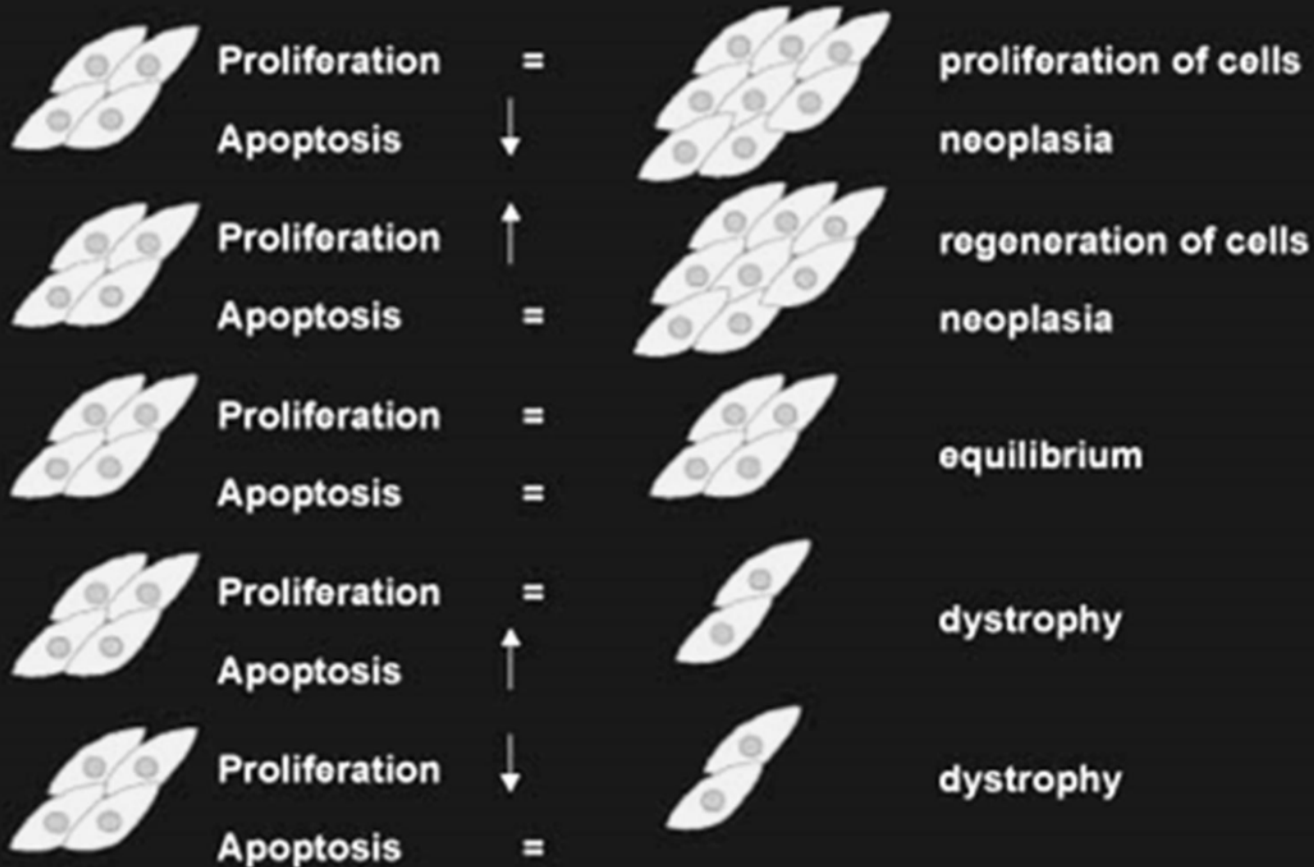 Proliferation = proliferation of cells
Apoptosis ↓ neoplasia
Proliferation ↑ regeneration of cells
Apoptosis = neoplasia
Proliferation =
equilibrium
Apoptosis =
Proliferation =
dystrophy
Apoptosis ↑
Proliferation ↓ dystrophy
Apoptosis =